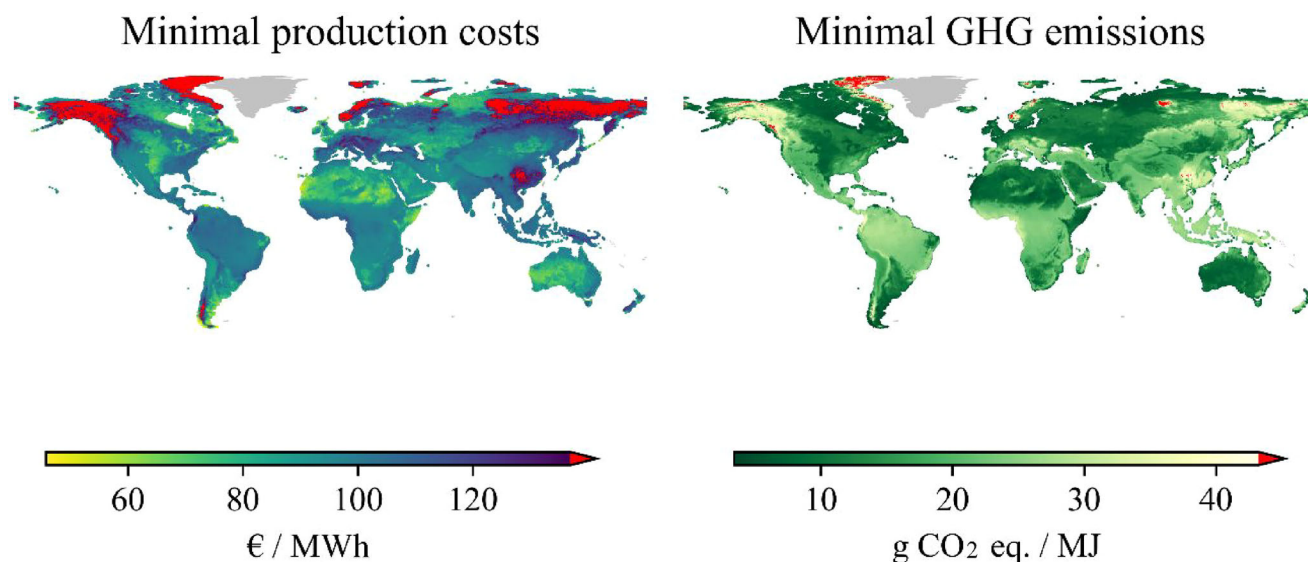 Minimal production costs
Minimal GHG emissions
60 80 100 120
€ / MWh
10 20 30 40
g CO₂ eq. / MJ